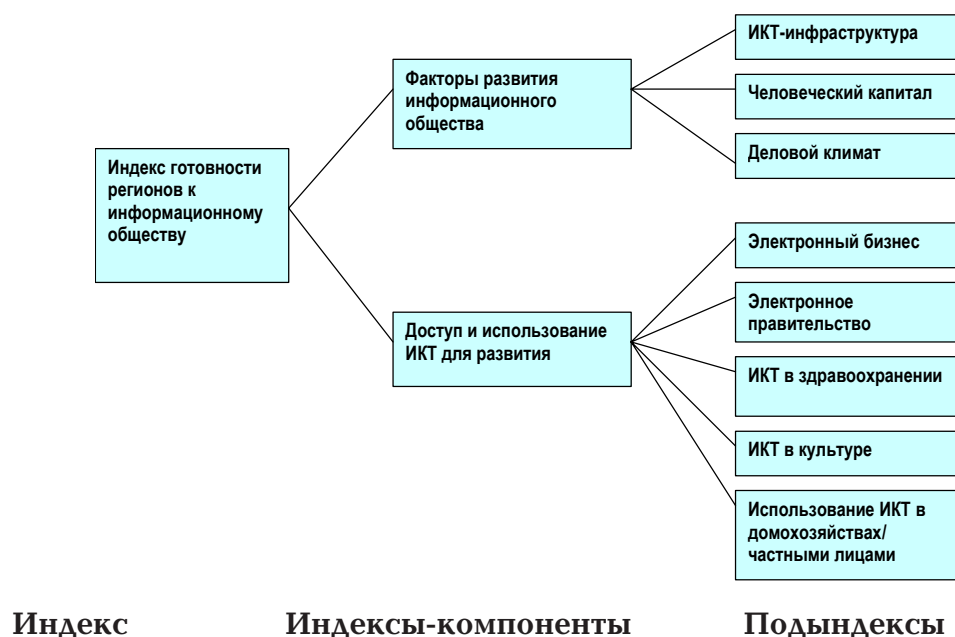 Индекс готовности
регионов к
информационному
обществу
Факторы развития
информационного
общества
Доступ и использование
ИКТ для развития
ИКТ-инфраструктура
Человеческий капитал
Деловой климат
Электронный бизнес
Электронное
правительство
ИКТ в здравоохранении
ИКТ в культуре
Использование ИКТ в
домохозяйствах/
частными лицами
Индекс Индексы-компоненты Подындексы